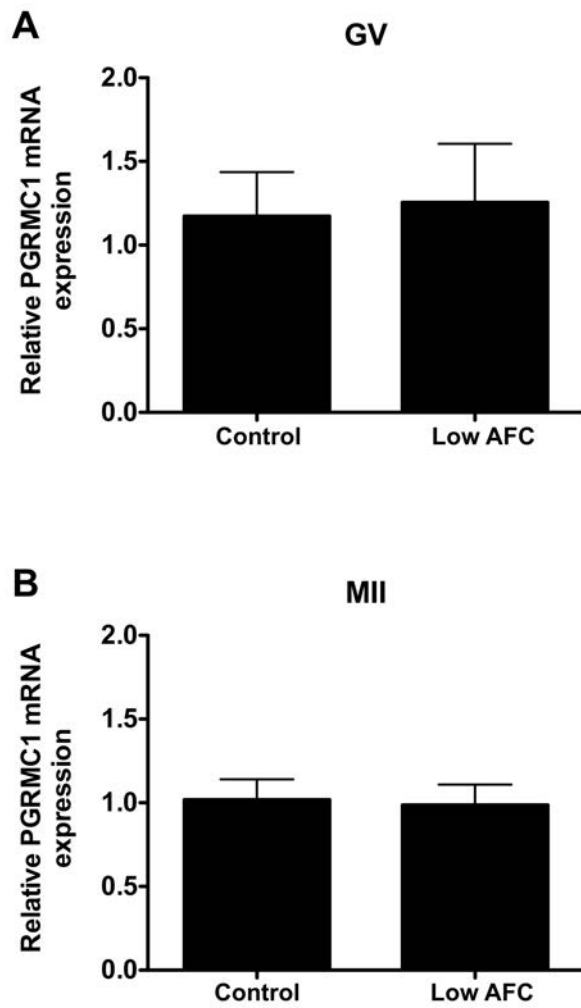 A
GV
Relative PGRMC1 mRNA
expression
2.0
1.5
1.0
0.5
0.0
Control
Low AFC
B
MII
Relative PGRMC1 mRNA
expression
2.0
1.5
1.0
0.5
0.0
Control
Low AFC